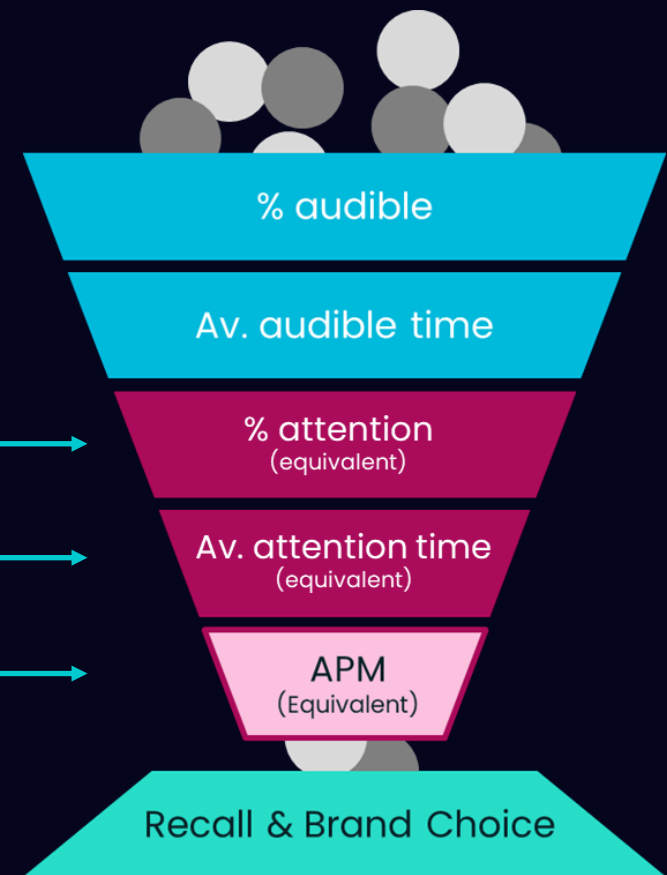 % audible
Av. audible time
% attention
(equivalent)
Av. attention time
(equivalent)
APM
(Equivalent)
Recall & Brand Choice